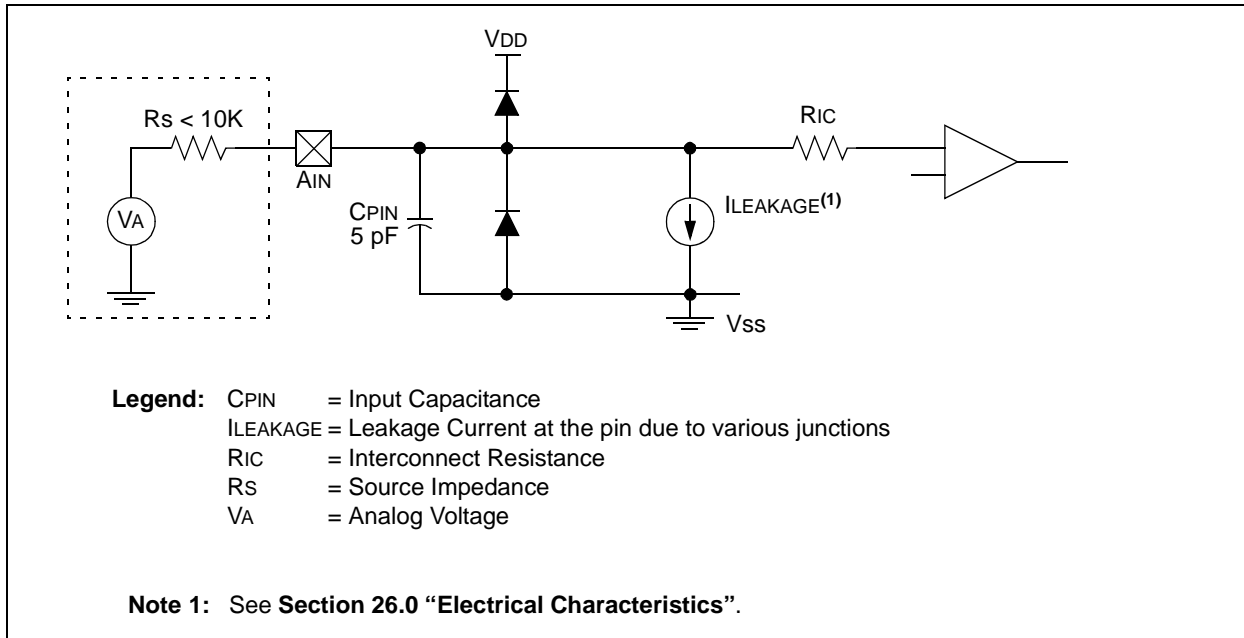 VDD
Rs < 10K
RIC
AIN
ILEAKAGE(1)
VA
CPIN
5 pF
Vss
Legend: CPIN = Input Capacitance
ILEAKAGE = Leakage Current at the pin due to various junctions
RIC = Interconnect Resistance
RS = Source Impedance
VA = Analog Voltage
Note 1: See Section 26.0 “Electrical Characteristics”.